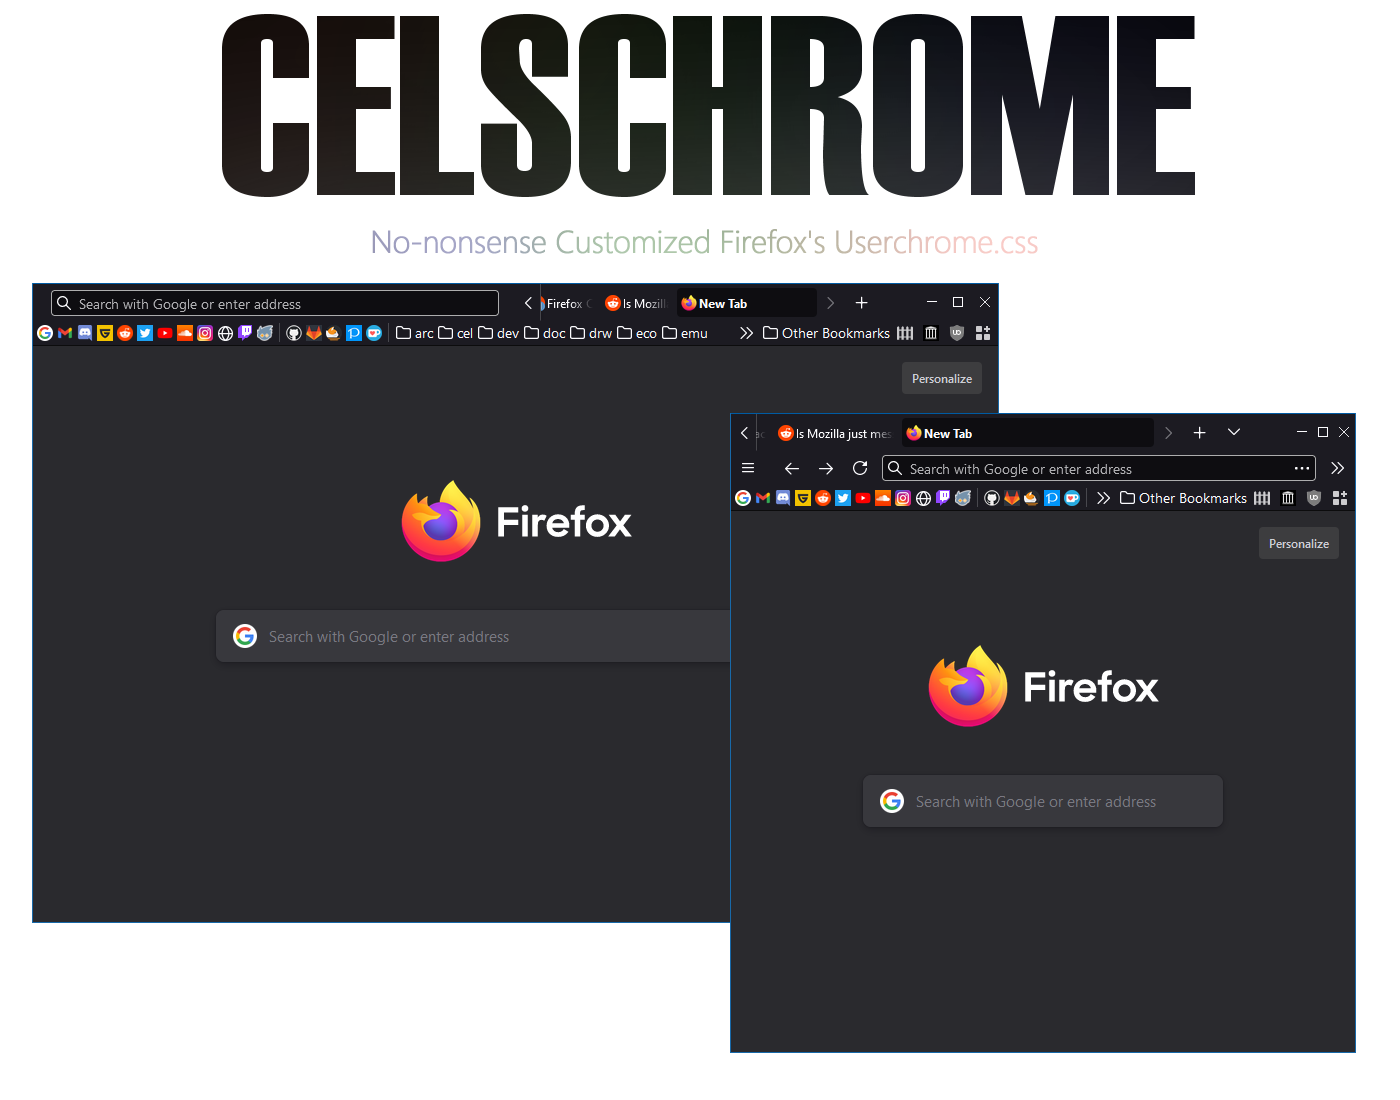 CELSCHROME
No-nonsense Customized Firefox's Userchrome.css
Search with Google or enter address
Firefox
Is Mozill
New Tab
arc cel dev doc drw eco emu
Other Bookmarks
Personalize
Firefox
Search with Google or enter address
Is Mozilla just mes
New Tab
Search with Google or enter address
Other Bookmarks
Personalize
Firefox
Search with Google or enter address